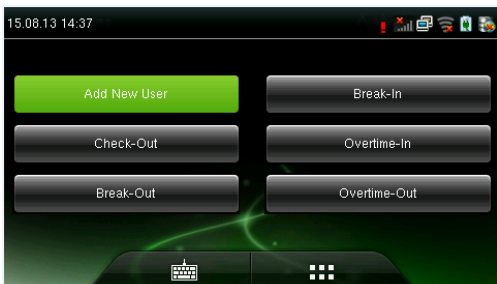 15.08.13 14:37
Add New User
Break-In
Check-Out
Overtime-In
Break-Out
Overtime-Out